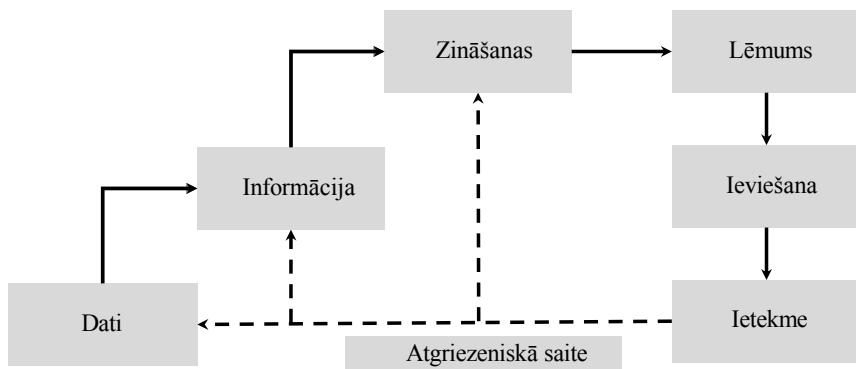 Zināšanas
Lēmums
Informācija
Ieviešana
Dati
Ietekme
Atgriezeniskā saite